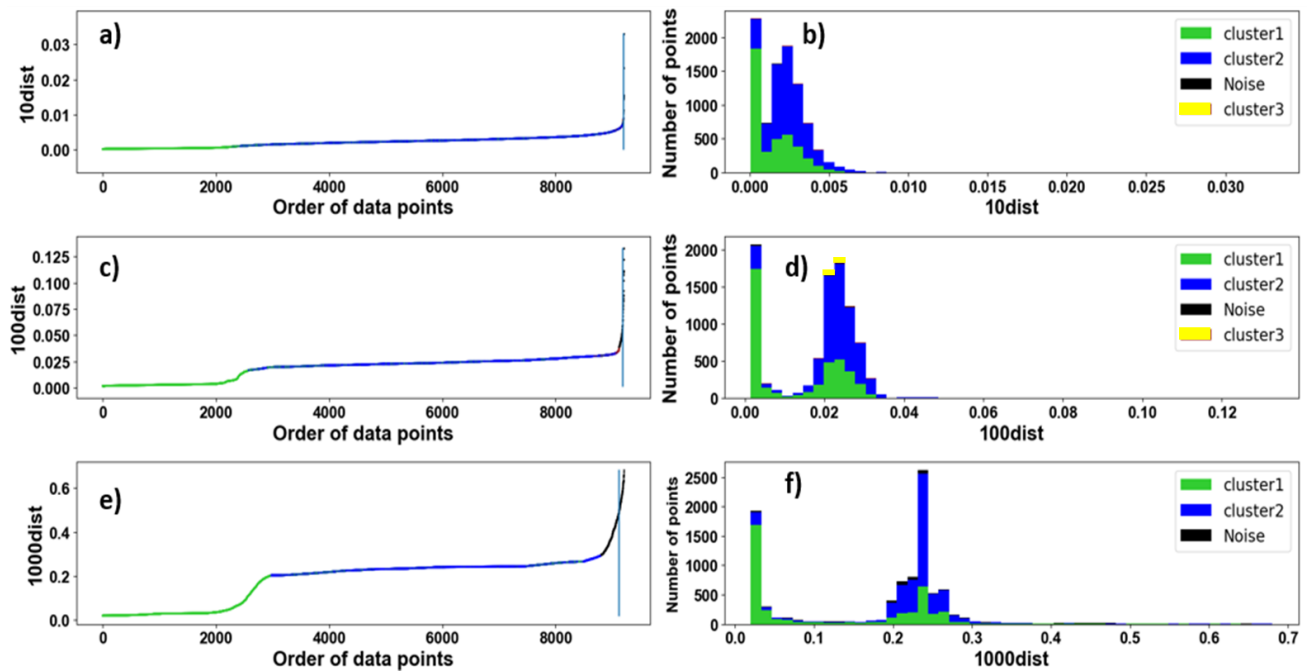 a)
10dist
0.03
0.02
0.01
0.00
0 2000 4000 6000 8000
Order of data points
b)
Number of points
2000
1500
1000
500
0
0.000 0.005 0.010 0.015 0.020 0.025 0.030
10dist
cluster1
cluster2
Noise
cluster3
c)
100dist
0.125
0.100
0.075
0.050
0.025
0.000
0 2000 4000 6000 8000
Order of data points
d)
Number of points
2000
1500
1000
500
0
0.00 0.02 0.04 0.06 0.08 0.10 0.12
100dist
cluster1
cluster2
Noise
cluster3
e)
1000dist
0.6
0.4
0.2
0.0
0 2000 4000 6000 8000
Order of data points
f)
Number of points
2500
2000
1500
1000
500
0
0.0 0.1 0.2 0.3 0.4 0.5 0.6 0.7
1000dist
cluster1
cluster2
Noise